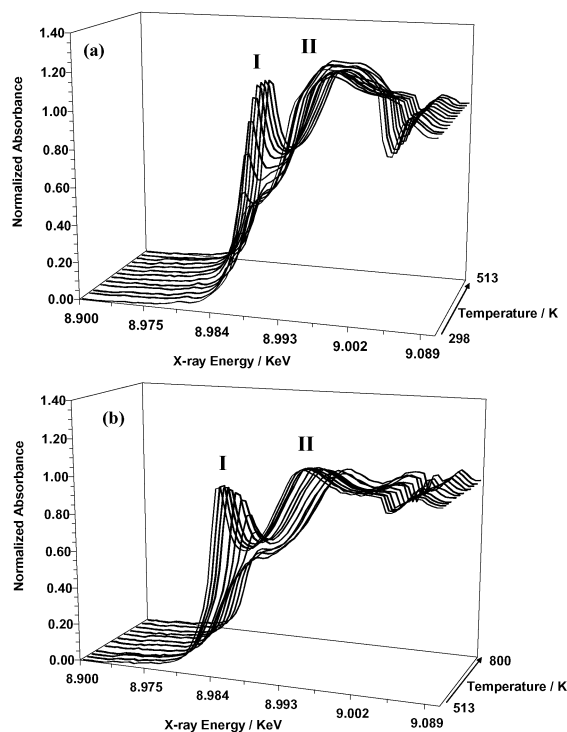 (a)
I
II
1.40
1.20
1.00
0.80
0.60
0.40
0.20
0.00
Normalized Absorbance
8.900
8.975
8.984
8.993
9.002
9.089
X-ray Energy / KeV
298
513
Temperature / K
(b)
I
II
1.40
1.20
1.00
0.80
0.60
0.40
0.20
0.00
Normalized Absorbance
8.900
8.975
8.984
8.993
9.002
9.089
X-ray Energy / KeV
513
800
Temperature / K